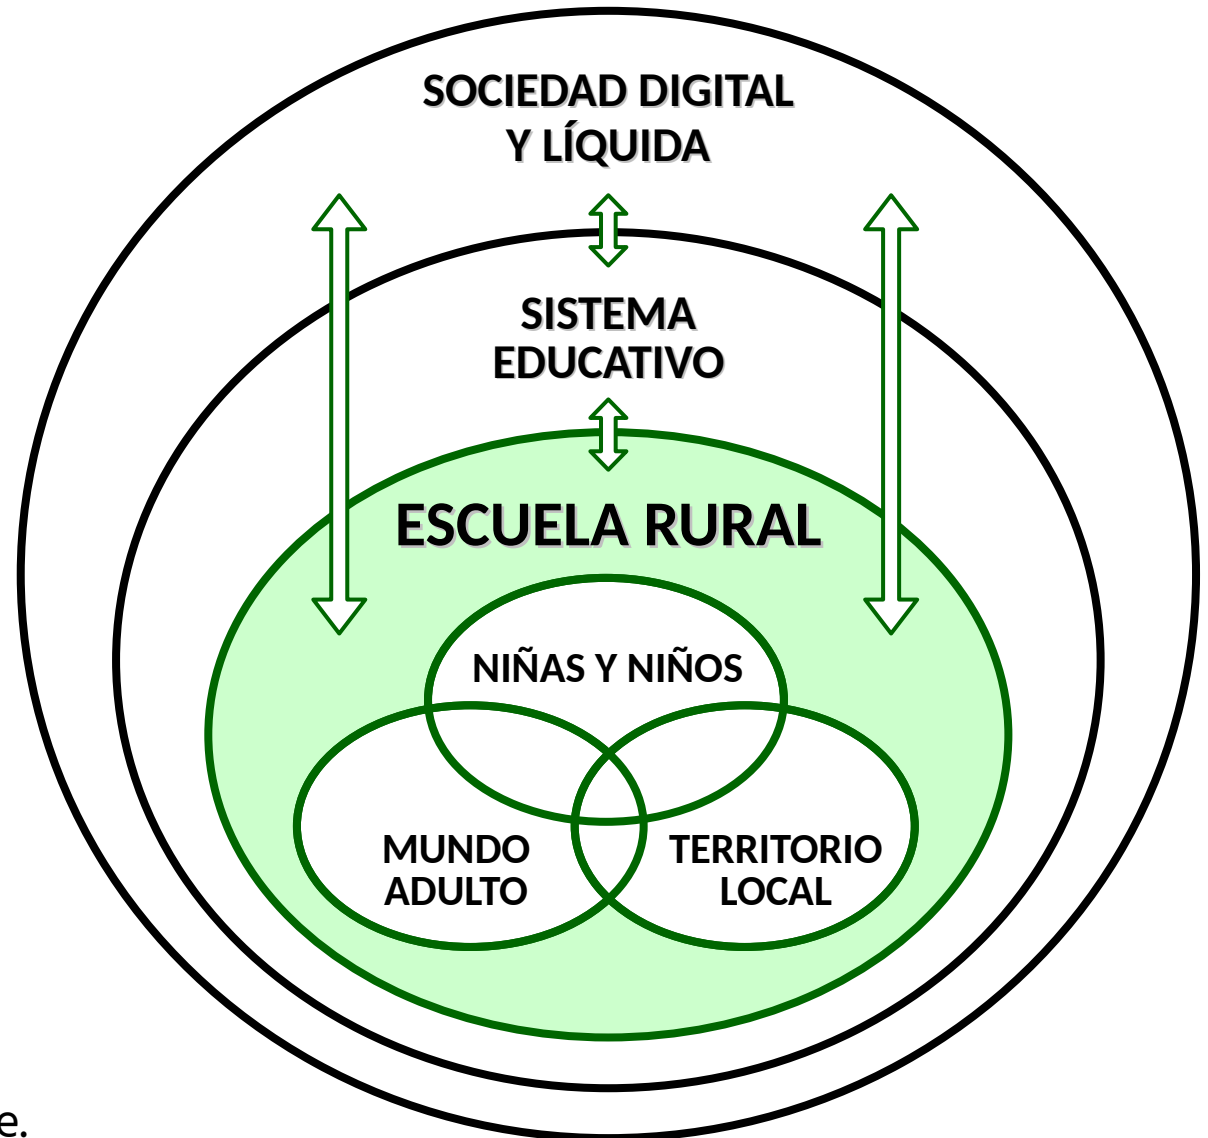 SOCIEDAD DIGITAL
Y LÍQUIDA
SISTEMA
EDUCATIVO
ESCUELA RURAL
NIÑAS Y NIÑOS
MUNDO
ADULTO
TERRITORIO
LOCAL
e.